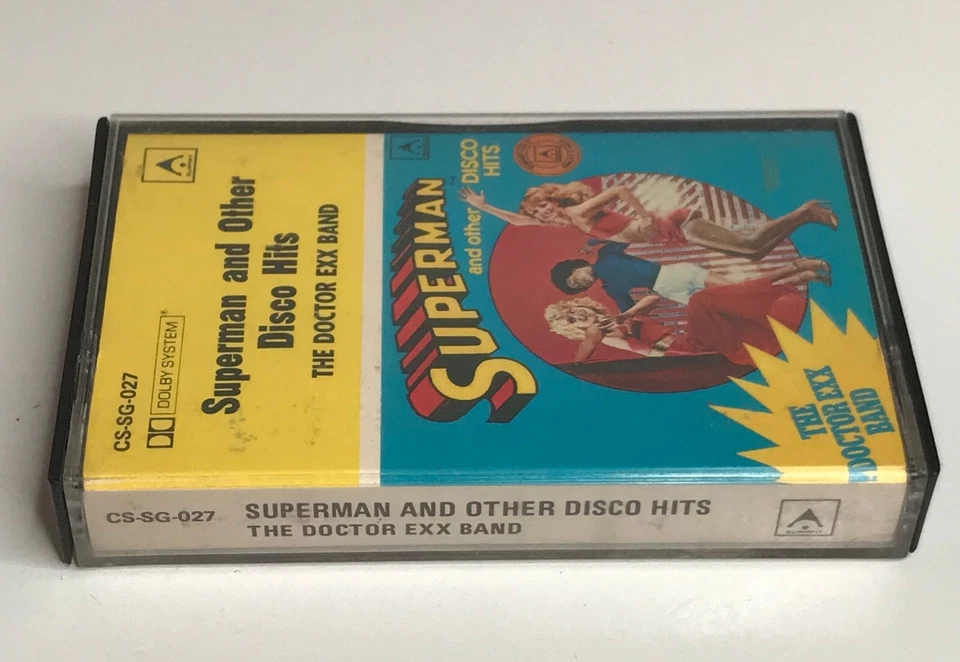 CS-SG-027
DOLBY SYSTEM®
Superman and Other
Disco Hits
THE DOCTOR EXX BAND
SUPERMAN
and other DISCO
HITS
THE
DOCTOR EXX
BAND
CS-SG-027 SUPERMAN AND OTHER DISCO HITS
THE DOCTOR EXX BAND